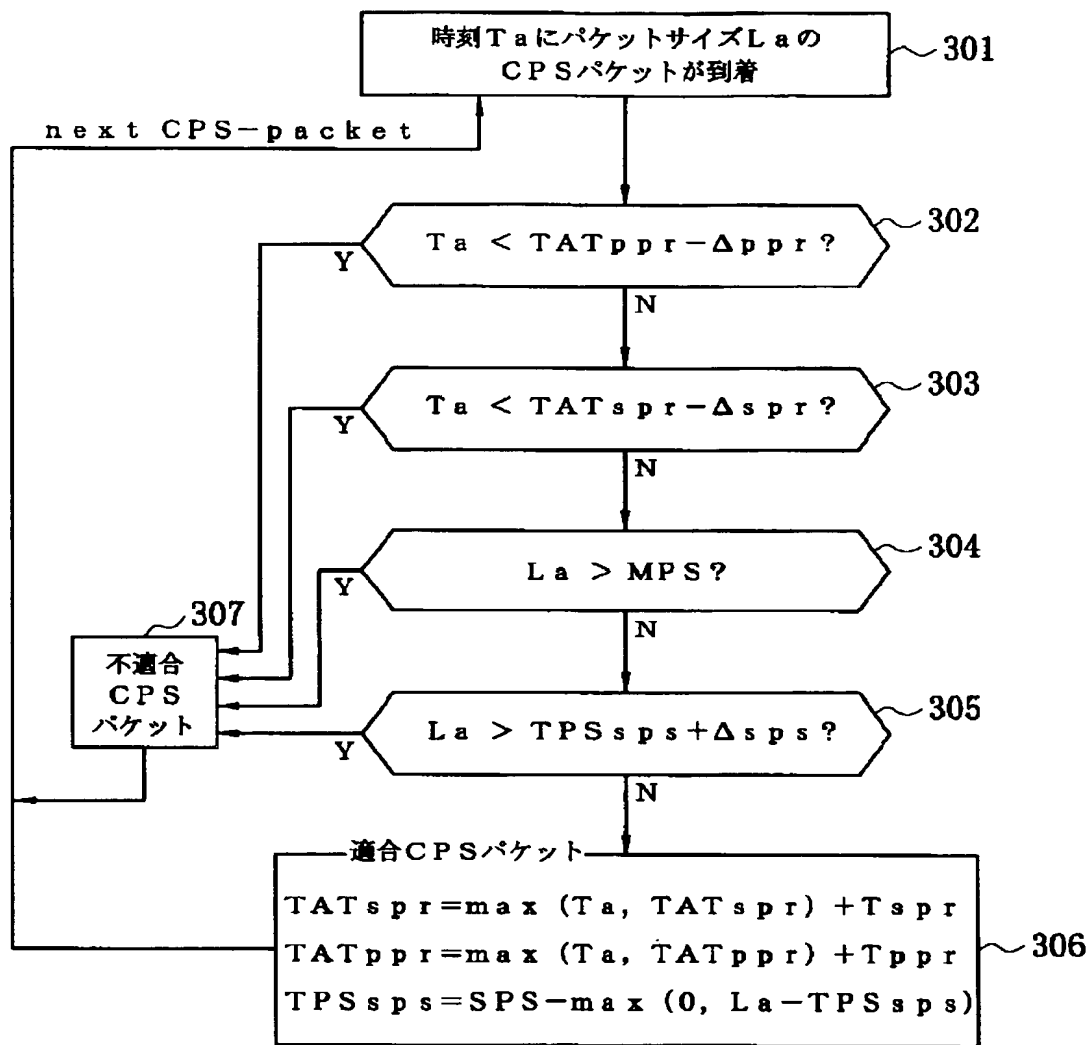 時刻TaにパケットサイズLaの
CPSパケットが到着
301
next CPS-packet
302
Ta < TATppr-Δppr?
Y
N
303
Ta < TATspr-Δspr?
Y
N
304
La > MPS?
Y
N
307
不適合
CPS
パケット
305
La > TPSsps+Δsps?
Y
N
適合CPSパケット
TATspr=max (Ta, TATspr) +Tspr
TATppr=max (Ta, TATppr) +Tppr
TPSsps=SPS-max (0, La-TPSsps)
306